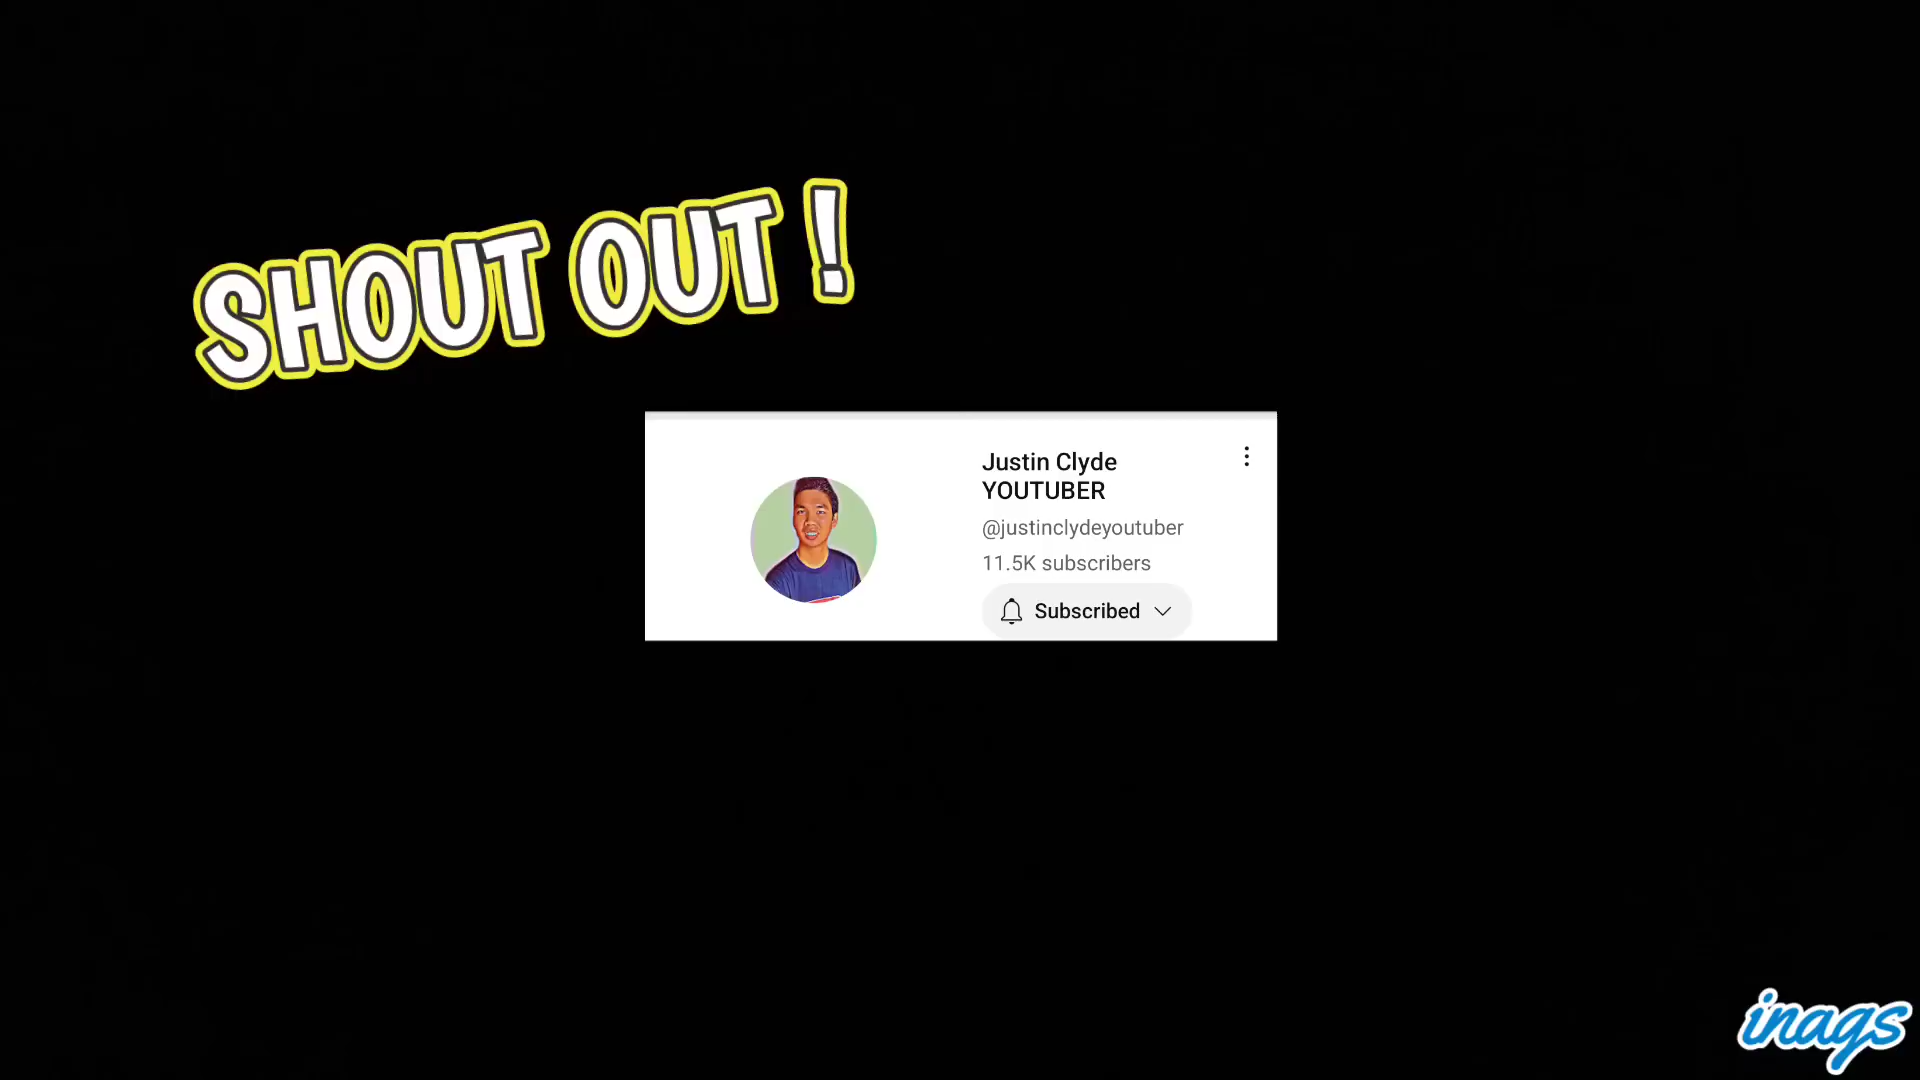 SHOUT OUT !
Justin Clyde
YOUTUBER
@justinclydeyoutuber
11.5K subscribers
Subscribed
inags